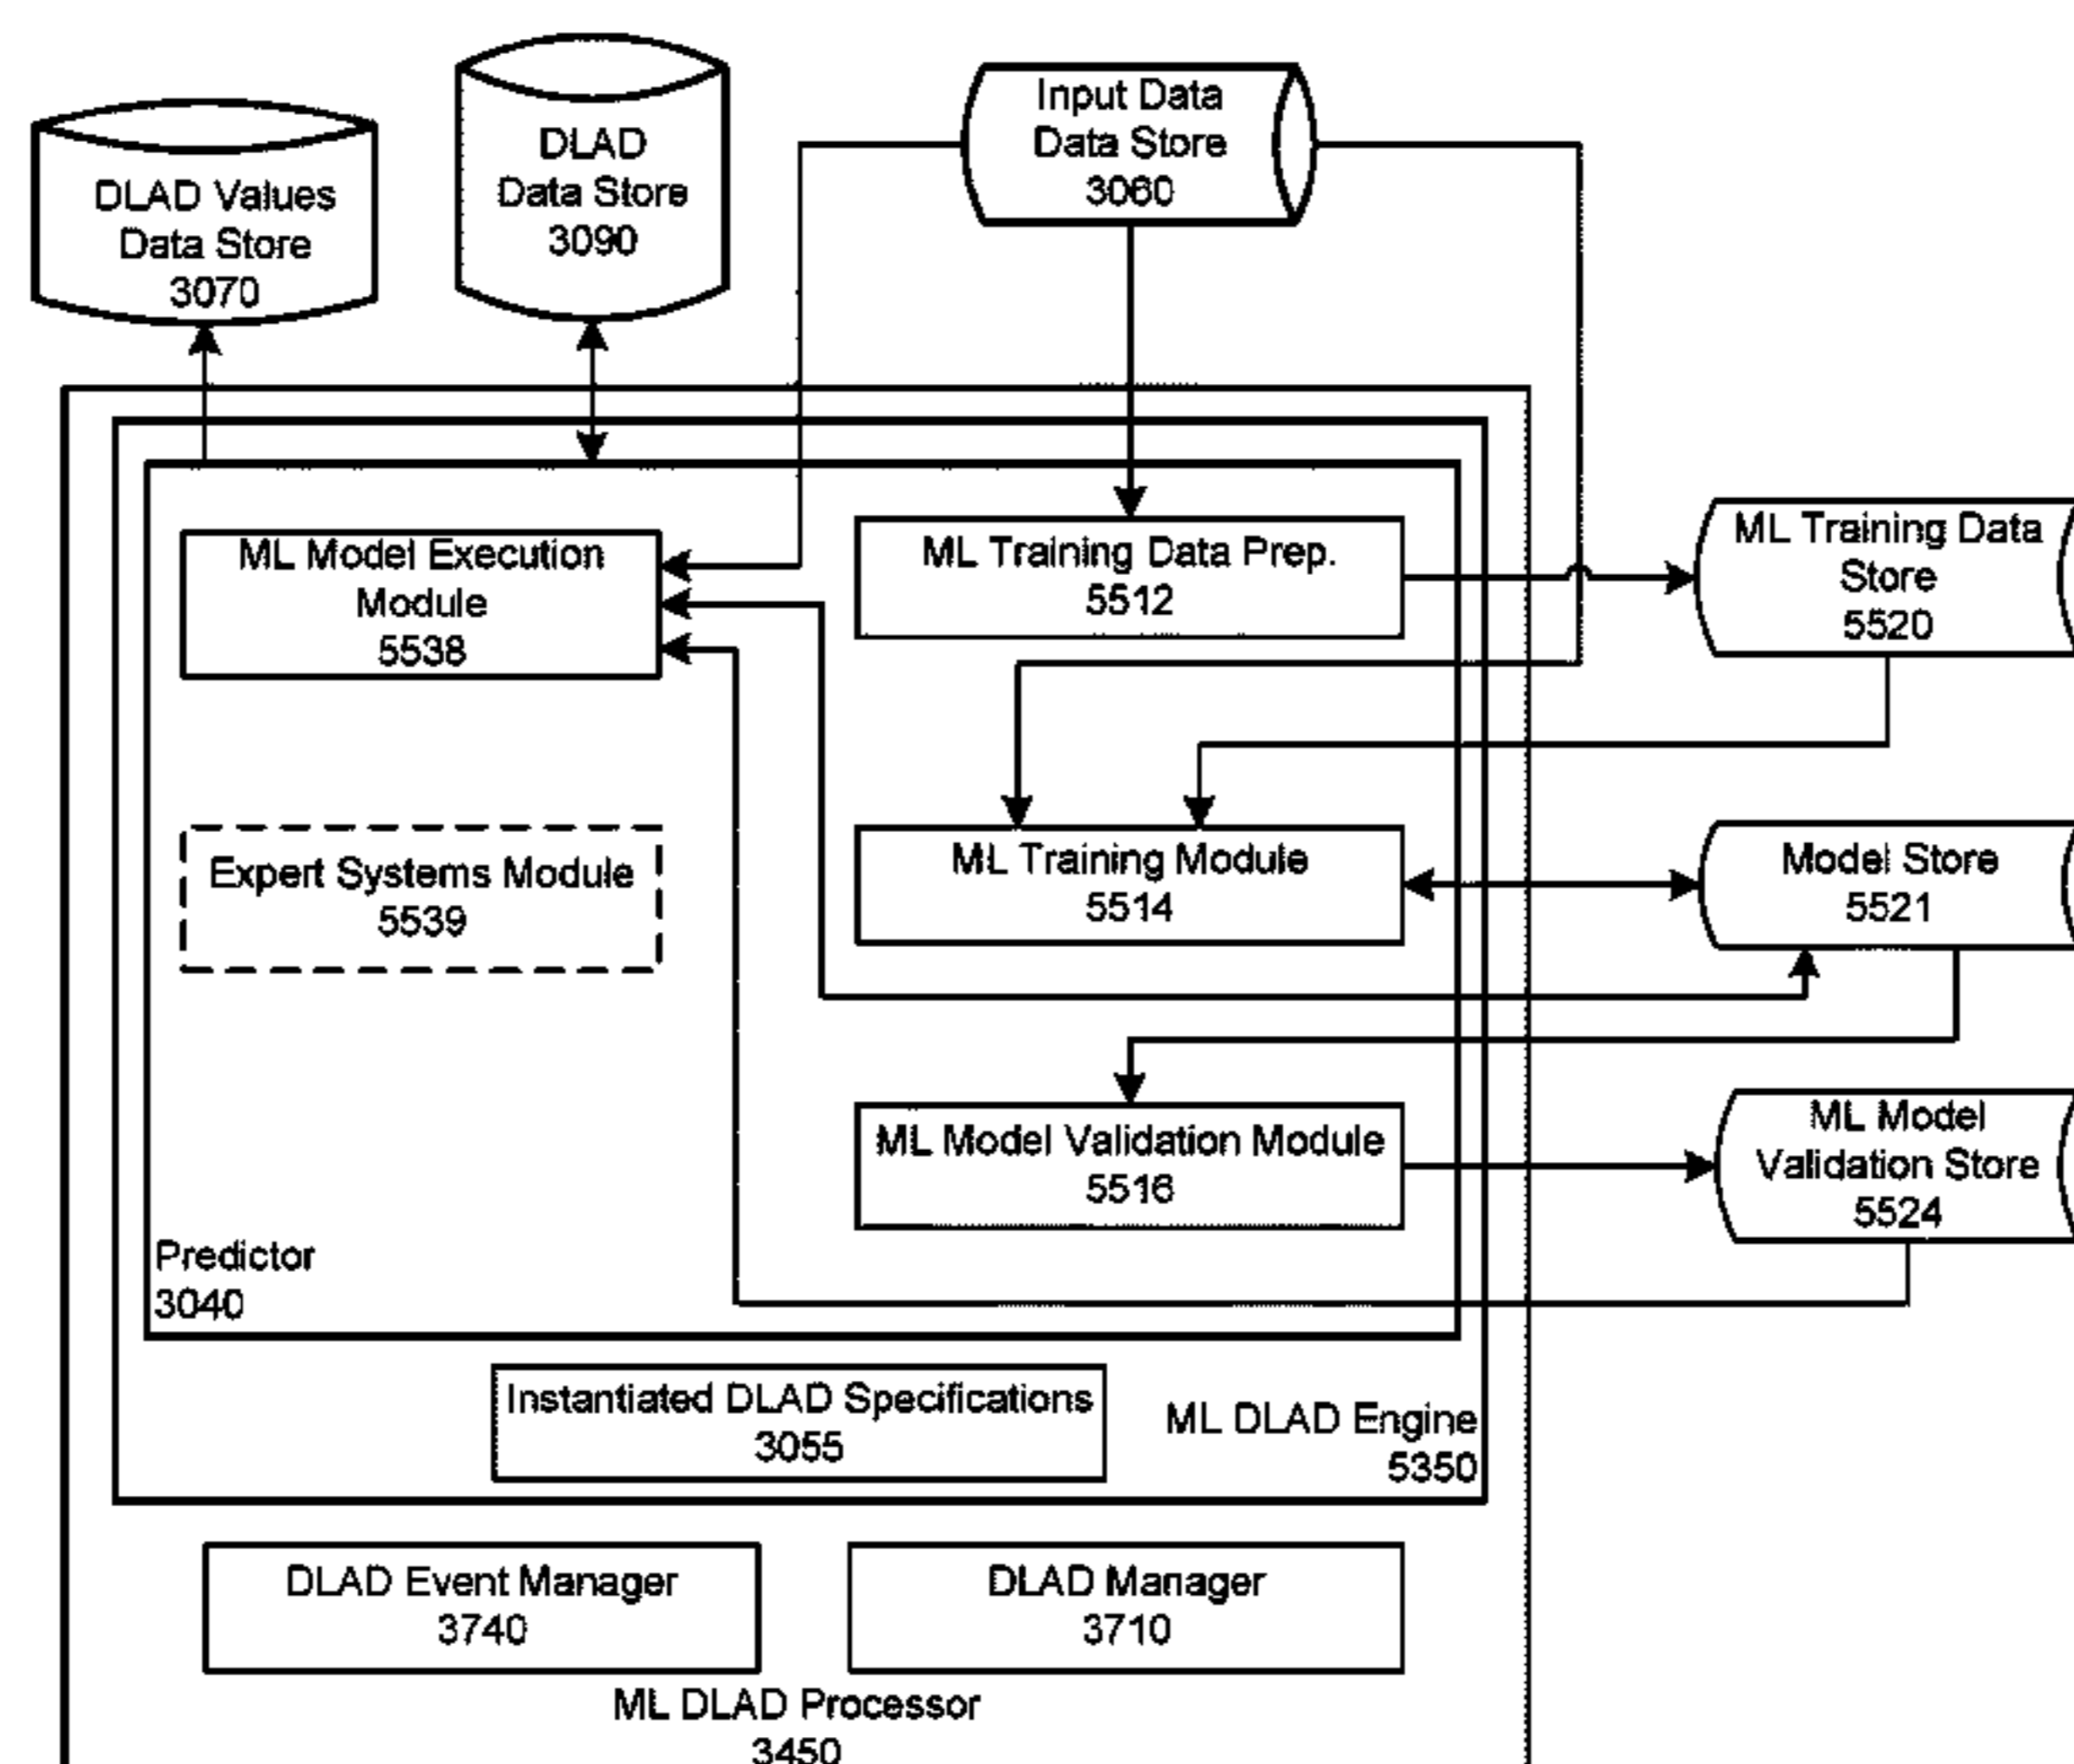 DLAD Values
Data Store
3070
DLAD
Data Store
3090
Input Data
Data Store
3060
ML Model Execution
Module
5538
ML Training Data Prep.
5512
ML Training Data
Store
5520
Expert Systems Module
5539
ML Training Module
5514
Model Store
5521
ML Model Validation Module
5516
ML Model
Validation Store
5524
Predictor
3040
Instantiated DLAD Specifications
3055
ML DLAD Engine
5350
DLAD Event Manager
3740
DLAD Manager
3710
ML DLAD Processor
3450